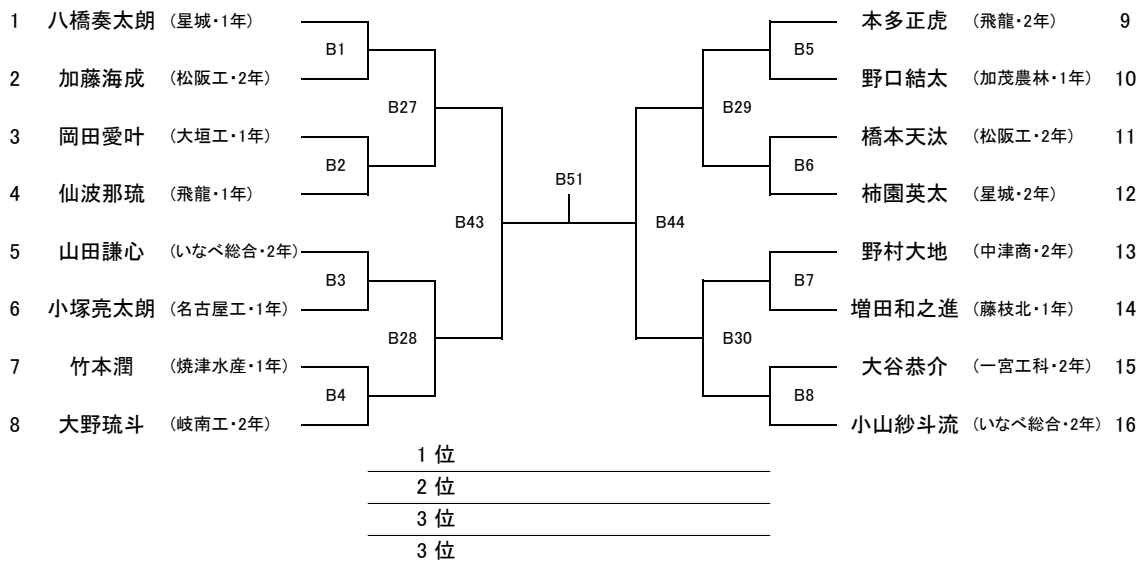 1 八橋奏太朗 （星城・1年）
B1
2 加藤海成 （松阪工・2年）
B27
3 岡田愛叶 （大垣工・1年）
B2
4 仙波那琉 （飛龍・1年）
B43
5 山田謙心 （いなべ総合・2年）
B3
6 小塚亮太朗 （名古屋工・1年）
B28
7 竹本潤 （焼津水産・1年）
B4
8 大野琉斗 （岐南工・2年）
B51
本多正虎 （飛龍・2年） 9
B5
野口結太 （加茂農林・1年） 10
B29
橋本天汰 （松阪工・2年） 11
B6
柿園英太 （星城・2年） 12
B44
野村大地 （中津商・2年） 13
B7
増田和之進 （藤枝北・1年） 14
B30
大谷恭介 （一宮工科・2年） 15
B8
小山紗斗流 （いなべ総合・2年） 16
1 位
2 位
3 位
3 位